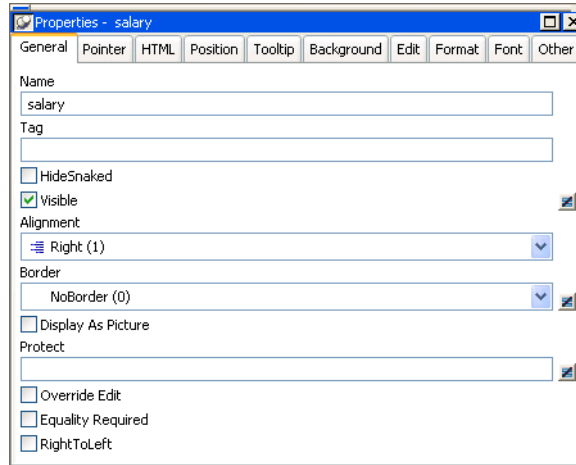 Properties - salary
General Pointer HTML Position Tooltip Background Edit Format Font Other
Name
salary
Tag
HideSnaked
Visible
Alignment
Right (1)
Border
NoBorder (0)
Display As Picture
Protect
Override Edit
Equality Required
RightToLeft